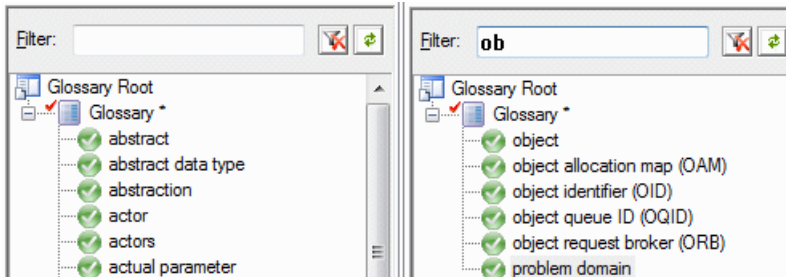 Filter:
Glossary Root
Glossary *
abstract
abstract data type
abstraction
actor
actors
actual parameter
Filter: ob
Glossary Root
Glossary *
object
object allocation map (OAM)
object identifier (OID)
object queue ID (OQID)
object request broker (ORB)
problem domain